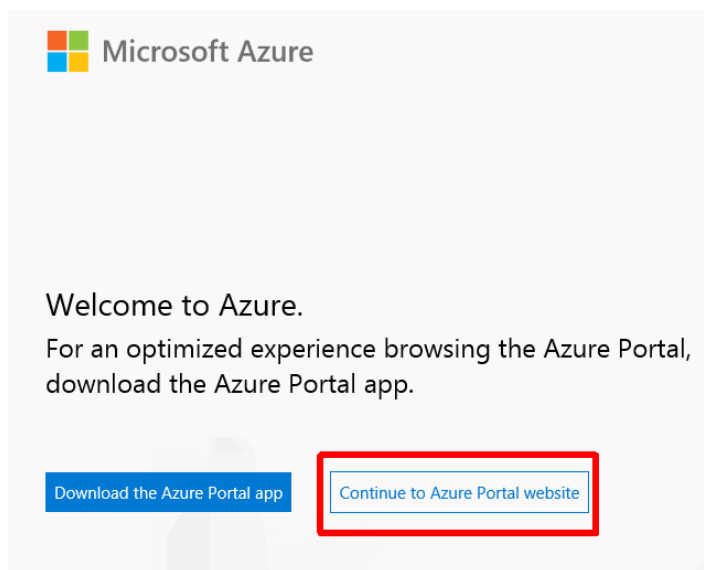 Microsoft Azure
Welcome to Azure.
For an optimized experience browsing the Azure Portal,
download the Azure Portal app.
Download the Azure Portal app
Continue to Azure Portal website